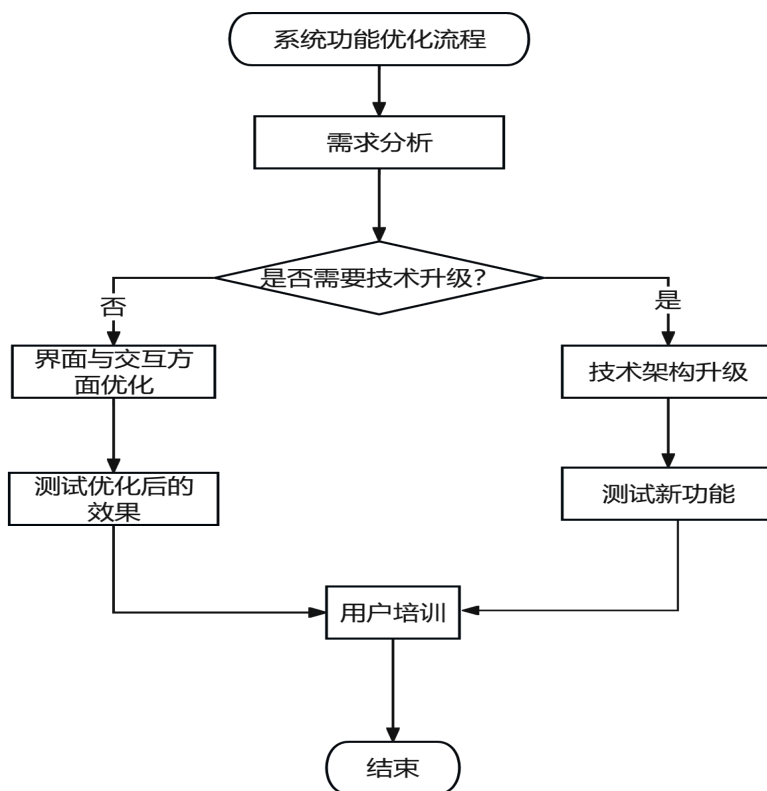 系统功能优化流程
需求分析
是否需要技术升级？
否
是
界面与交互方
面优化
技术架构升级
测试优化后的
效果
测试新功能
用户培训
结束